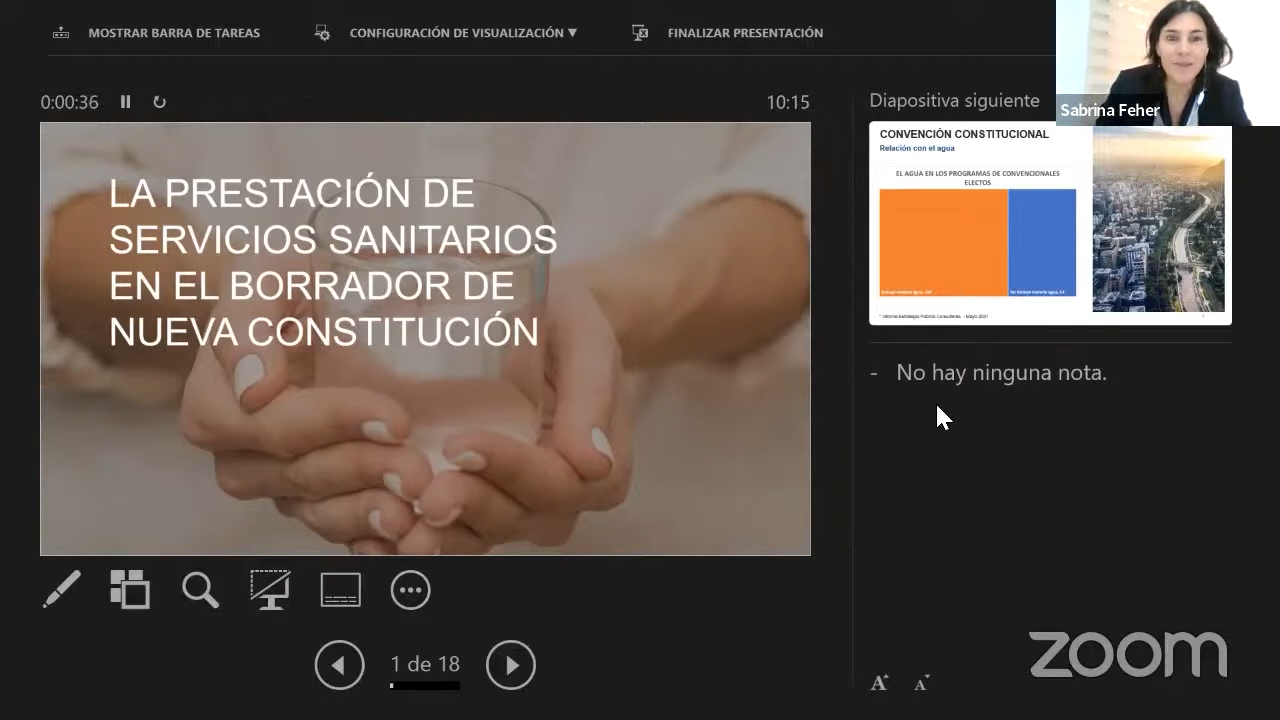 MOSTRAR BARRA DE TAREAS
CONFIGURACIÓN DE VISUALIZACIÓN ▼
FINALIZAR PRESENTACIÓN
Sabrina Feher
0:00:36
10:15
Diapositiva siguiente
LA PRESTACIÓN DE
SERVICIOS SANITARIOS
EN EL BORRADOR DE
NUEVA CONSTITUCIÓN
CONVENCIÓN CONSTITUCIONAL
Relación con el agua
EL AGUA EN LOS PROGRAMAS DE CONVENCIONALES
ELECTOS
- No hay ninguna nota.
1 de 18
A A
zoom